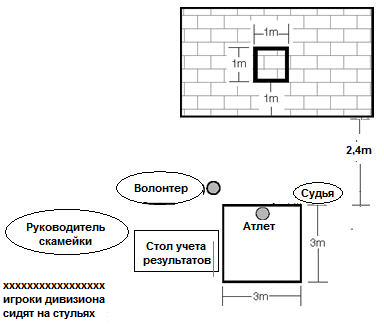 1m
1m
1m
2,4m
Волонтер
Судья
Руководитель
скамейки
Атлет
Стол учета
результатов
3m
3m
xxxxxxxxxxxxxxxxx
игроки дивизиона
сидят на стульях